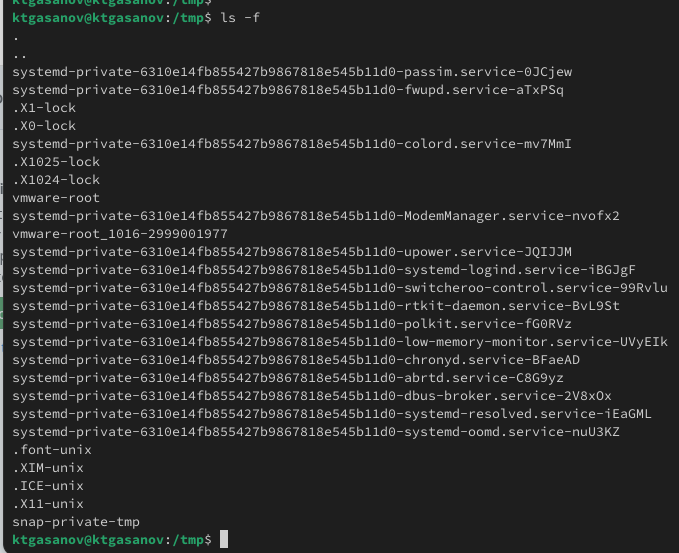 ktgasanov@ktgasanov:/tmp$
ktgasanov@ktgasanov:/tmp$ ls -f
.
..
systemd-private-6310e14fb855427b9867818e545b11d0-passim.service-0JCjew
systemd-private-6310e14fb855427b9867818e545b11d0-fwupd.service-aTxPSq
.X1-lock
.X0-lock
systemd-private-6310e14fb855427b9867818e545b11d0-colord.service-mv7MmI
.X1025-lock
.X1024-lock
vmware-root
systemd-private-6310e14fb855427b9867818e545b11d0-ModemManager.service-nvofx2
vmware-root_1016-2999001977
systemd-private-6310e14fb855427b9867818e545b11d0-upower.service-JQIJJM
systemd-private-6310e14fb855427b9867818e545b11d0-systemd-logind.service-iBGJgF
systemd-private-6310e14fb855427b9867818e545b11d0-switcheroo-control.service-99Rvlu
systemd-private-6310e14fb855427b9867818e545b11d0-rtkit-daemon.service-BvL9St
systemd-private-6310e14fb855427b9867818e545b11d0-polkit.service-fG0RVz
systemd-private-6310e14fb855427b9867818e545b11d0-low-memory-monitor.service-UVyEIk
systemd-private-6310e14fb855427b9867818e545b11d0-chronyd.service-BFaeAD
systemd-private-6310e14fb855427b9867818e545b11d0-abrtd.service-C8G9yz
systemd-private-6310e14fb855427b9867818e545b11d0-dbus-broker.service-2V8xOx
systemd-private-6310e14fb855427b9867818e545b11d0-systemd-resolved.service-iEaGML
systemd-private-6310e14fb855427b9867818e545b11d0-systemd-oomd.service-nuU3KZ
.font-unix
.XIM-unix
.ICE-unix
.X11-unix
snap-private-tmp
ktgasanov@ktgasanov:/tmp$